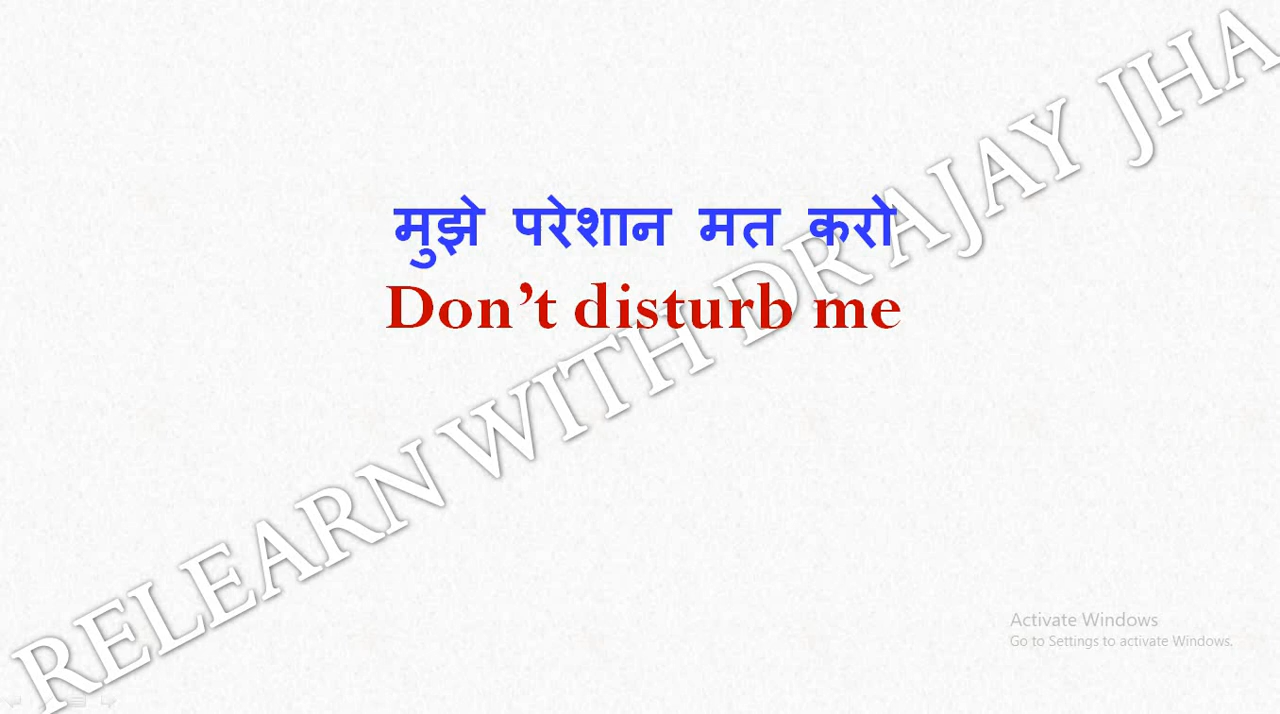 मुझे परेशान मत करो
Don’t disturb me
RELEARN WITH DR AJAY JHA
Activate Windows
Go to Settings to activate Windows.